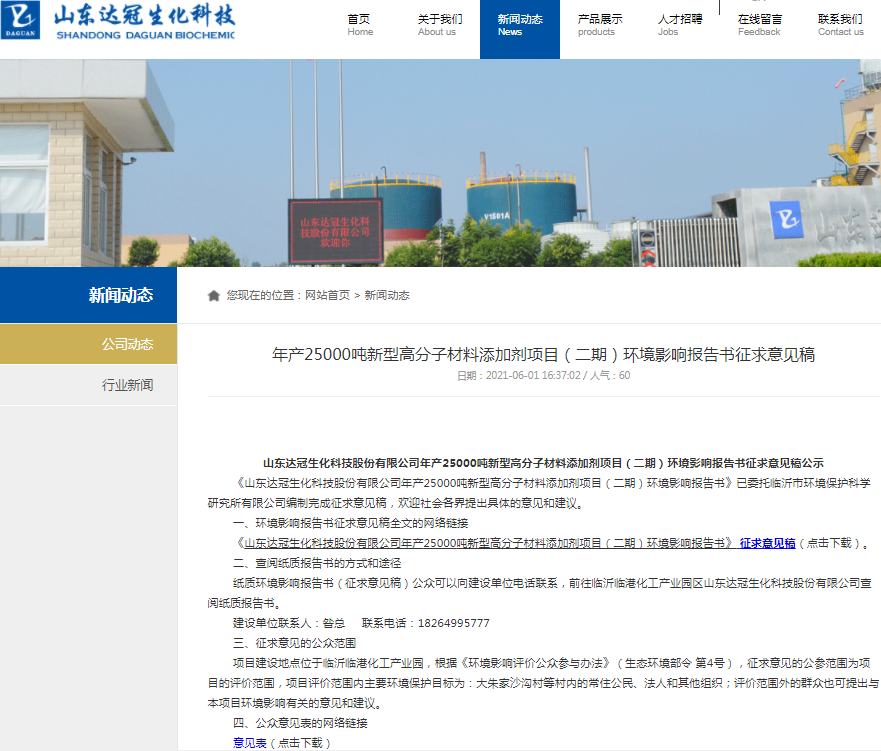 山东达冠生化科技
DAGUAN
SHANDONG DAGUAN BIOCHEMIC
首页
Home
关于我们
About us
新闻动态
News
产品展示
products
人才招聘
Jobs
在线留言
Feedback
联系我们
Contact us
山东达冠生化科
技股份有限公司
欢迎你
V1501A
山东达
新闻动态
公司动态
行业新闻
您现在的位置：网站首页 > 新闻动态
年产25000吨新型高分子材料添加剂项目（二期）环境影响报告书征求意见稿
日期：2021-06-01 16:37:02 / 人气：60
山东达冠生化科技股份有限公司年产25000吨新型高分子材料添加剂项目（二期）环境影响报告书征求意见稿公示
《山东达冠生化科技股份有限公司年产25000吨新型高分子材料添加剂项目（二期）环境影响报告书》已委托临沂市环境保护科学
研究所有限公司编制完成征求意见稿，欢迎社会各界提出具体的意见和建议。
一、环境影响报告书征求意见稿全文的网络链接
《山东达冠生化科技股份有限公司年产25000吨新型高分子材料添加剂项目（二期）环境影响报告书》 征求意见稿（点击下载）。
二、查阅纸质报告书的方式和途径
纸质环境影响报告书（征求意见稿）公众可以向建设单位电话联系，前往临沂临港化工产业园区山东达冠生化科技股份有限公司查
阅纸质报告书。
建设单位联系人：昝总 联系电话：18264995777
三、征求意见的公众范围
项目建设地点位于临沂临港化工产业园，根据《环境影响评价公众参与办法》（生态环境部令 第4号），征求意见的公参范围为项
目的评价范围，项目评价范围内主要环境保护目标为：大朱家沙沟村等村内的常住公民、法人和其他组织；评价范围外的群众也可提出与
本项目环境影响有关的意见和建议。
四、公众意见表的网络链接
意见表（点击下载）